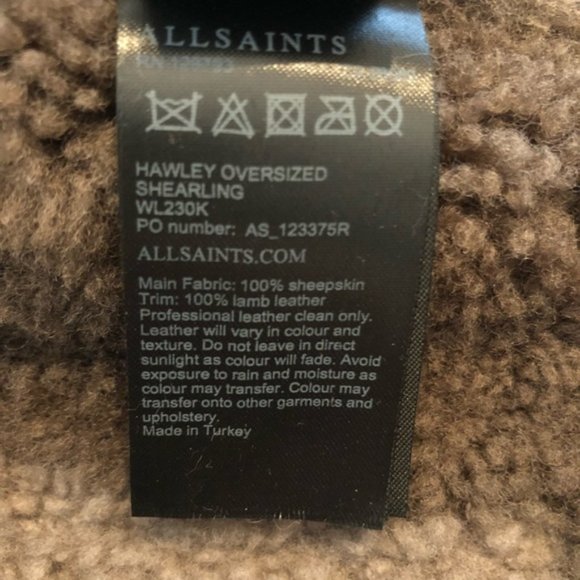 ALLSAINTS
HAWLEY OVERSIZED
SHEARLING
WL230K
PO number: AS_123375R
ALLSAINTS.COM
Main Fabric: 100% sheepskin
Trim: 100% lamb leather
Professional leather clean only.
Leather will vary in colour and
texture. Do not leave in direct
sunlight as colour will fade. Avoid
exposure to rain and moisture as
colour may transfer. Colour may
transfer onto other garments and
upholstery.
Made in Turkey